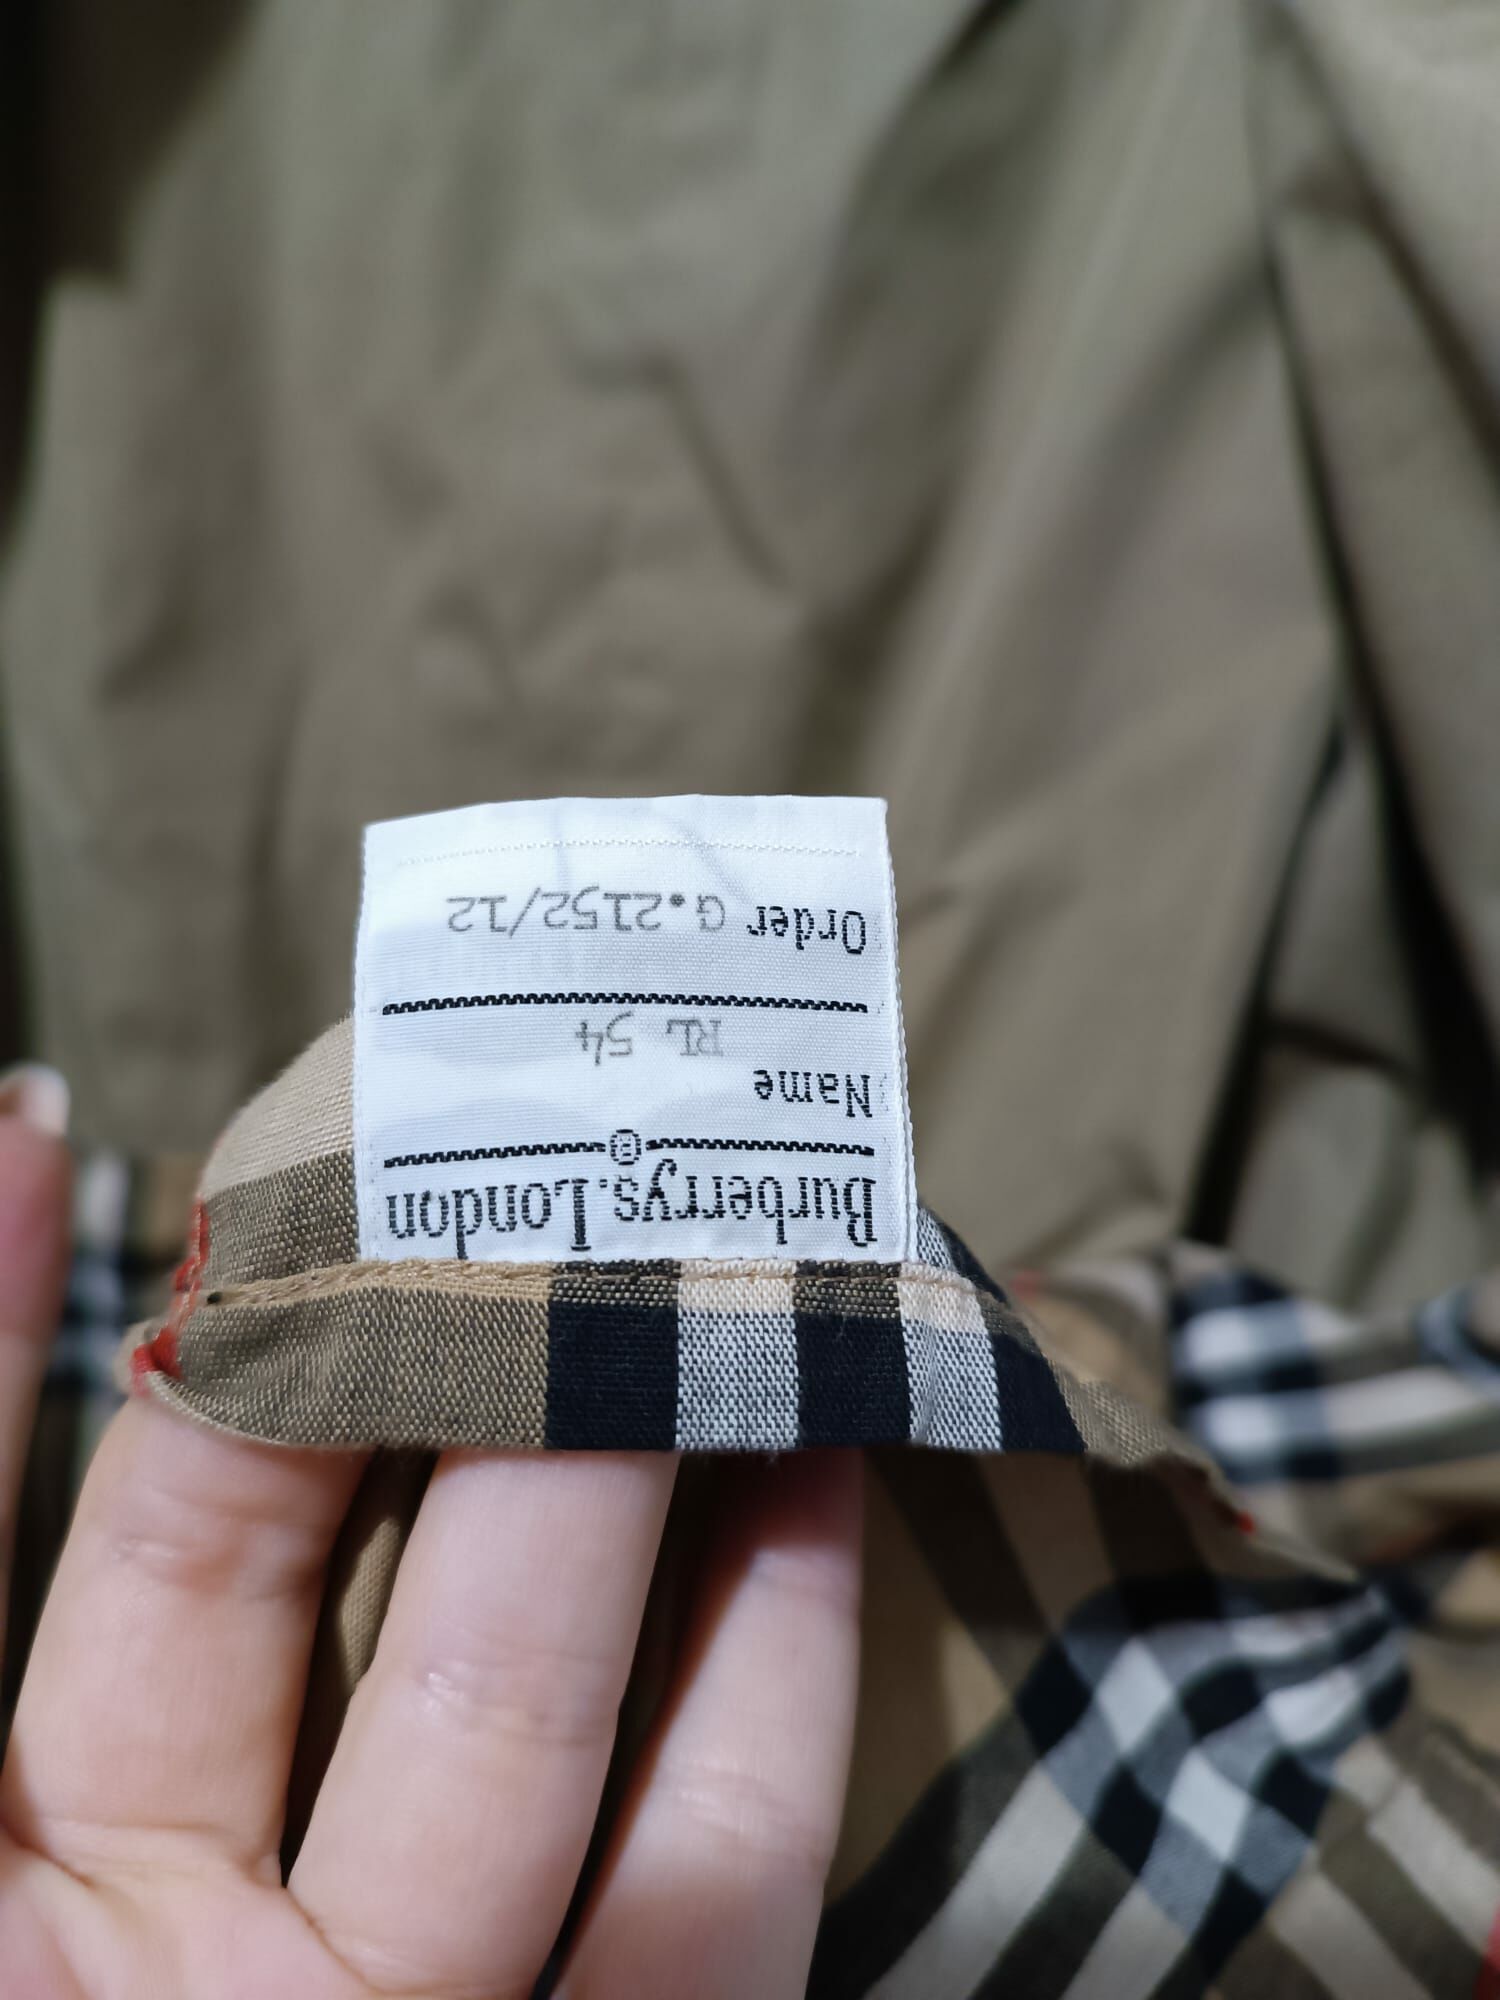 Burberrys. London
®
Name
RL 54
Order G.2152/12